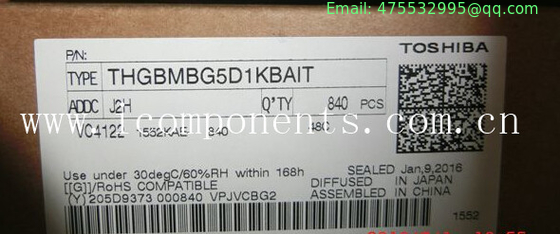 Email: 475532995@qq.com
P/N:
TOSHIBA
TYPE THGBMBG5D1KBAIT
ADDC J2H Q'TY 840 PCS
www.icomponents.com.cn
VC4122 1532KAE 840 48C
Use under 30degC/60%RH within 168h
SEALED Jan,9,2016
[[G]]/RoHS COMPATIBLE
DIFFUSED IN JAPAN
(Y)205D9373 000840 VPJVCBG2
ASSEMBLED IN CHINA
1552